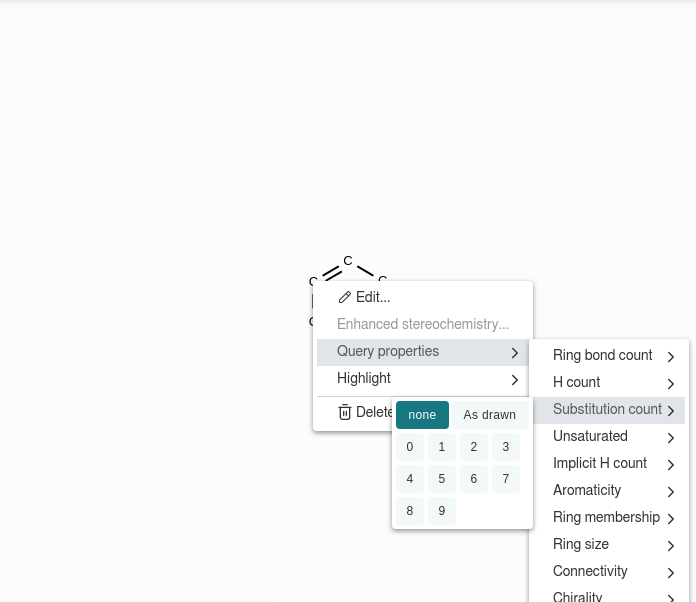 C
C
C
C
Edit...
Enhanced stereochemistry...
Query properties
Highlight
Delete
none As drawn
0 1 2 3
4 5 6 7
8 9
Ring bond count
H count
Substitution count
Unsaturated
Implicit H count
Aromaticity
Ring membership
Ring size
Connectivity
Chirality